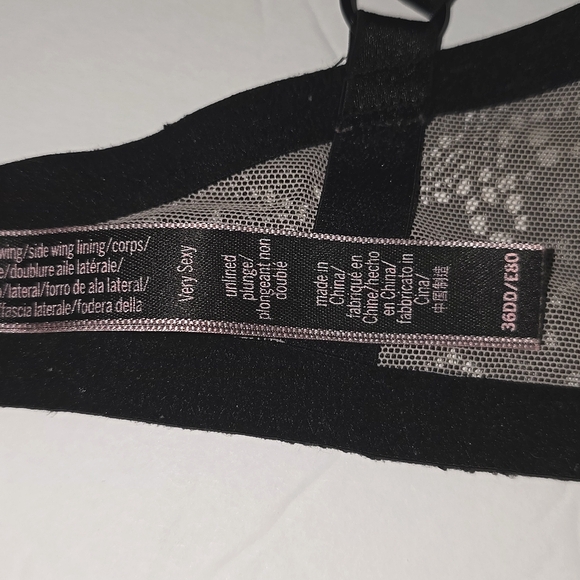 wing/side wing lining/corps/
/doublure aile latérale/
/lateral/forro de ala lateral/
fascia laterale/fodera della
Very Sexy
unlined
plunge/
plongeant non
doublé
made in
China/
fabriqué en
Chine/hecho
en China/
fabbricato in
Cina/
中国制造
36DD/E80